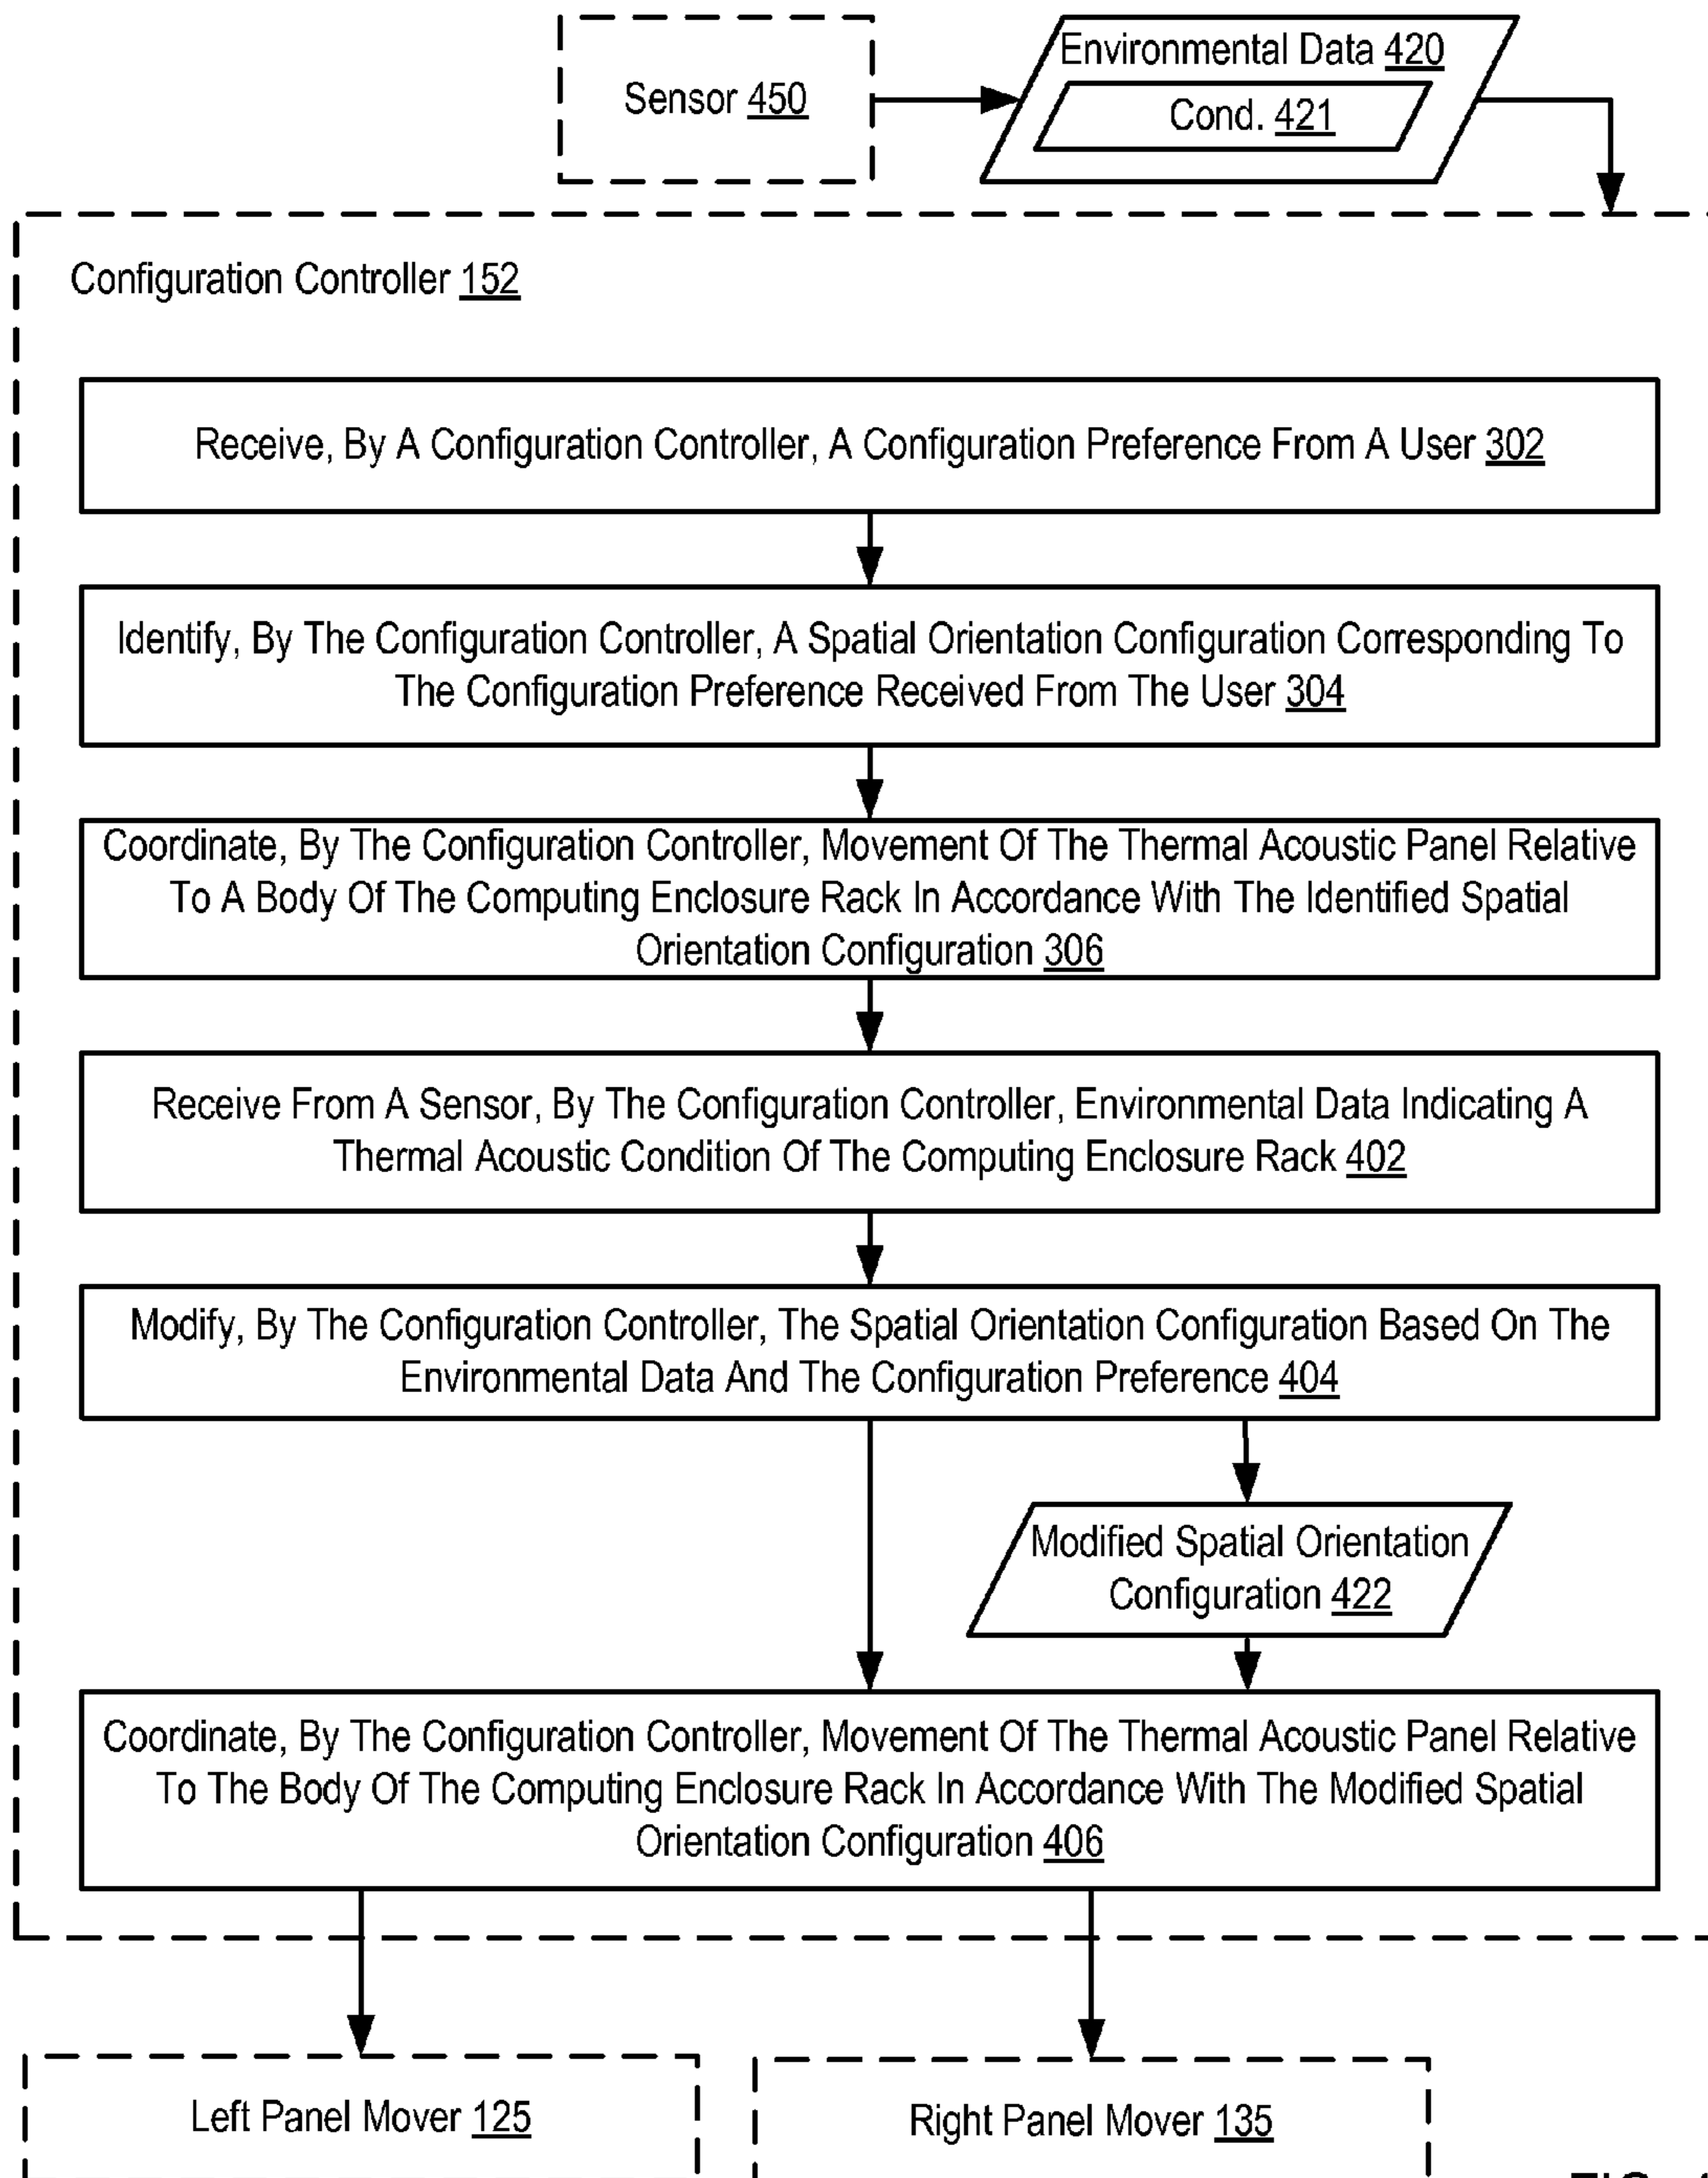 Sensor 450
Environmental Data 420
Cond. 421
Configuration Controller 152
Receive, By A Configuration Controller, A Configuration Preference From A User 302
Identify, By The Configuration Controller, A Spatial Orientation Configuration Corresponding To
The Configuration Preference Received From The User 304
Coordinate, By The Configuration Controller, Movement Of The Thermal Acoustic Panel Relative
To A Body Of The Computing Enclosure Rack In Accordance With The Identified Spatial
Orientation Configuration 306
Receive From A Sensor, By The Configuration Controller, Environmental Data Indicating A
Thermal Acoustic Condition Of The Computing Enclosure Rack 402
Modify, By The Configuration Controller, The Spatial Orientation Configuration Based On The
Environmental Data And The Configuration Preference 404
Modified Spatial Orientation
Configuration 422
Coordinate, By The Configuration Controller, Movement Of The Thermal Acoustic Panel Relative
To The Body Of The Computing Enclosure Rack In Accordance With The Modified Spatial
Orientation Configuration 406
Left Panel Mover 125
Right Panel Mover 135